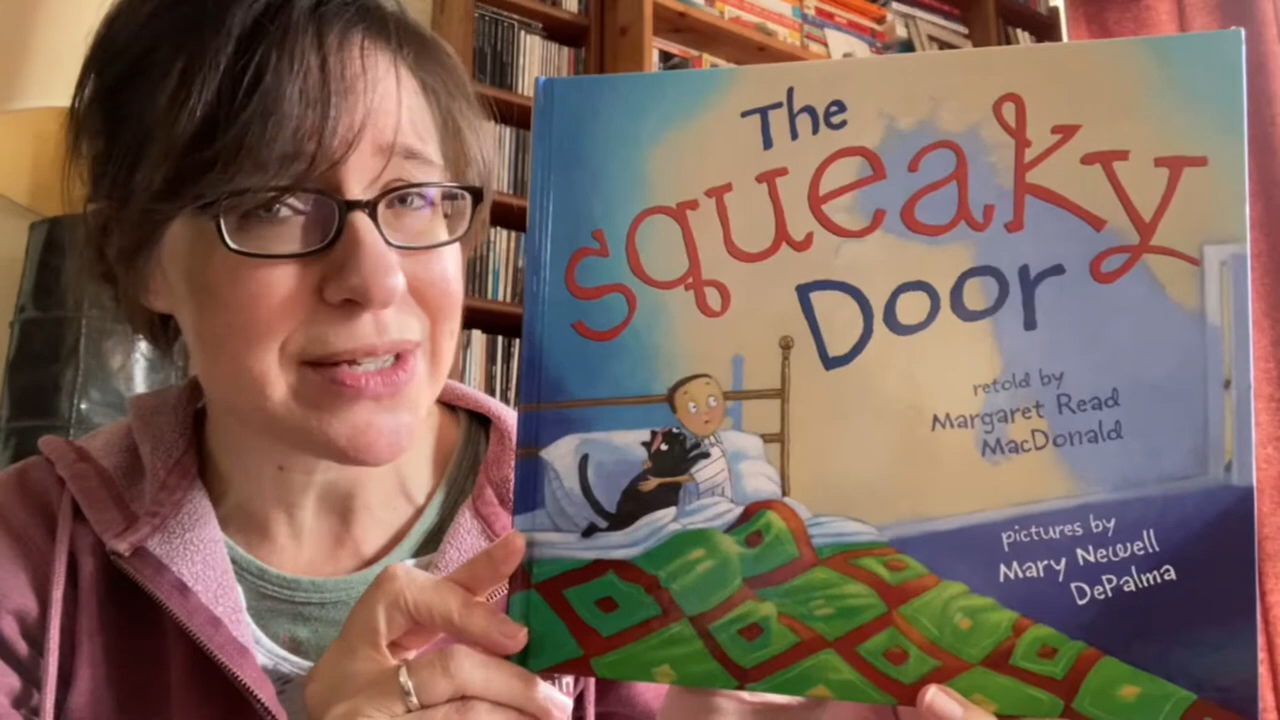 The
squeaky
Door
retold by
Margaret Read
MacDonald
pictures by
Mary Newell
DePalma